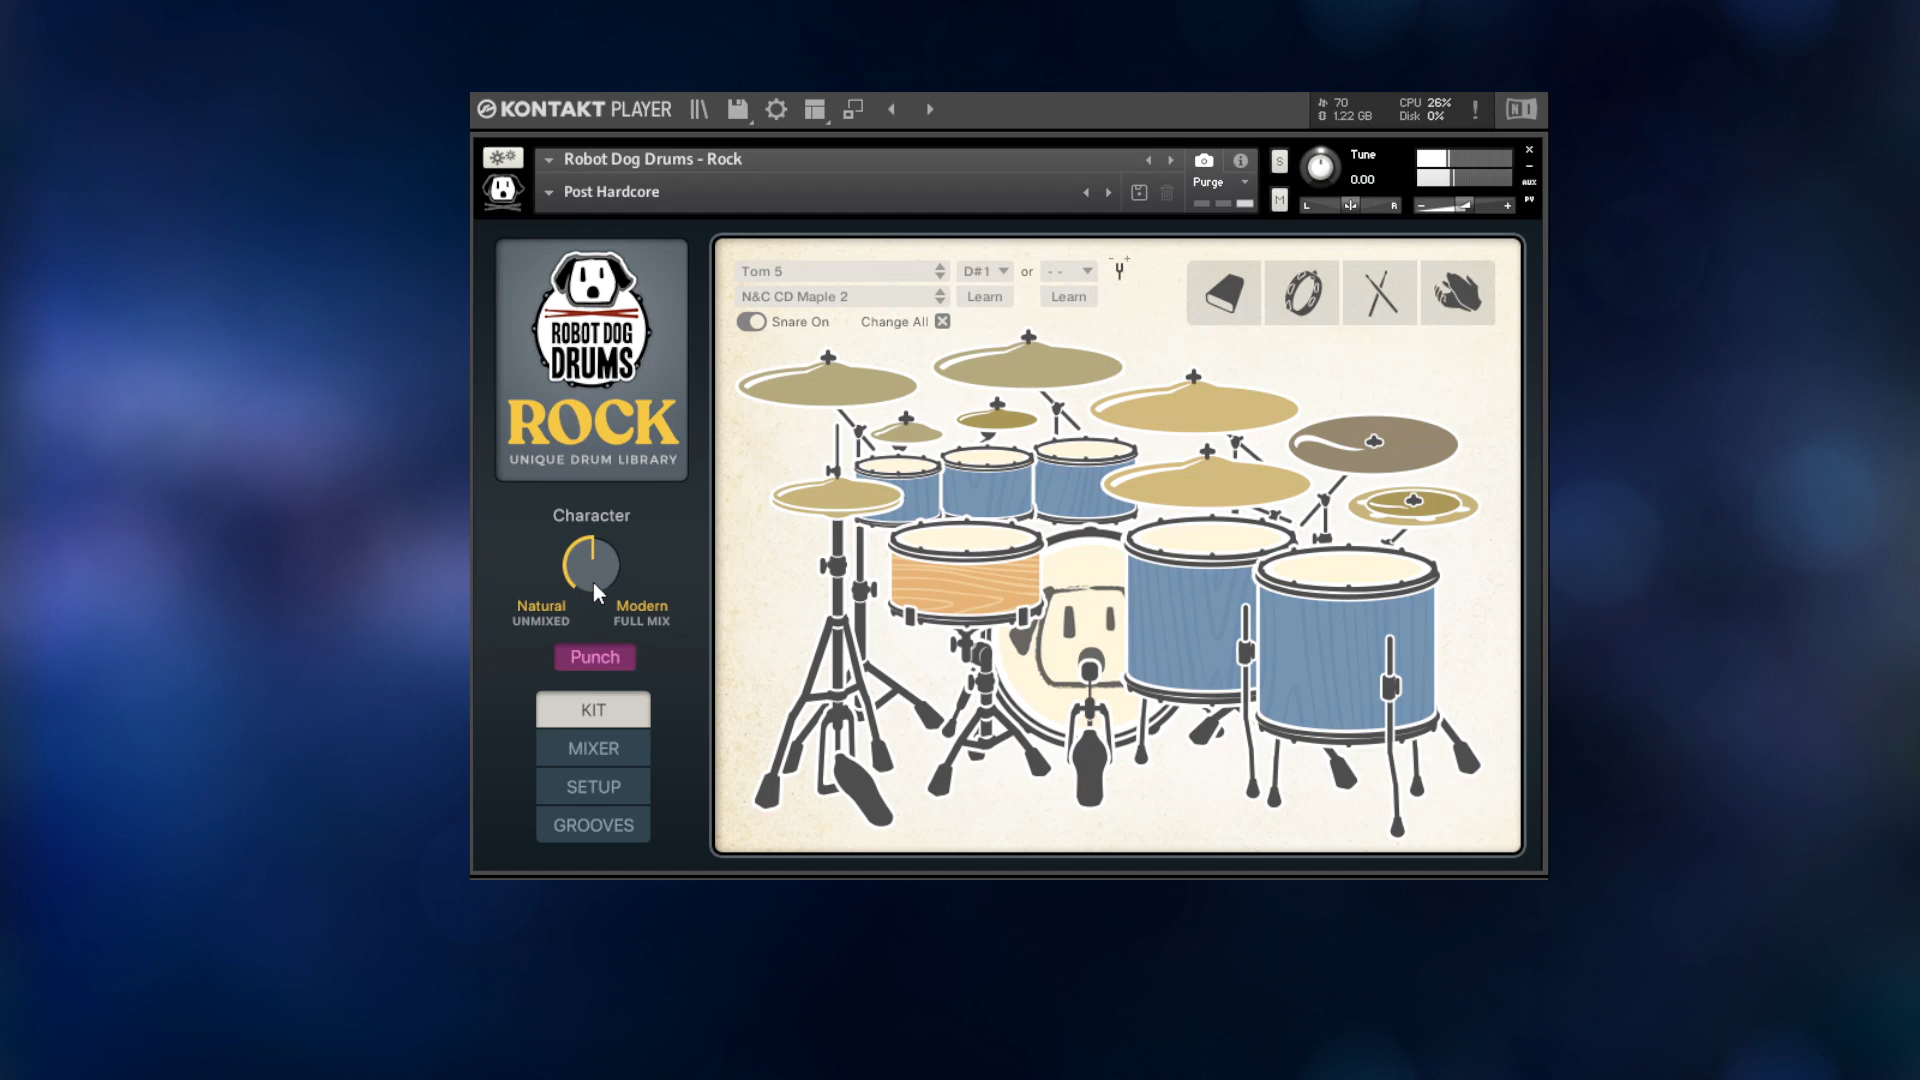 KONTAKT PLAYER
70
1.22 GB
CPU 26%
Disk 0%
!
NI
Robot Dog Drums - Rock
Post Hardcore
Purge
S
M
Tune
0.00
L R
- +
x
-
AUX
PV
ROBOT DOG
DRUMS
ROCK
UNIQUE DRUM LIBRARY
Character
Natural Modern
UNMIXED FULL MIX
Punch
KIT
MIXER
SETUP
GROOVES
Tom 5 D#1 or - -
N&C CD Maple 2 Learn Learn
Snare On Change All
- +